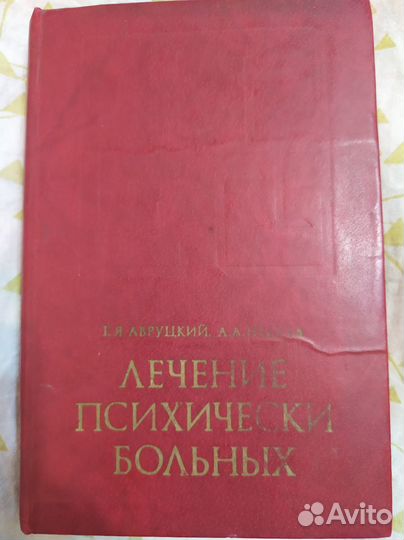 Г. Я. АВРУЦКИЙ, А. А.
ЛЕЧЕНИЕ
ПСИХИЧЕСКИ
БОЛЬНЫХ
Avito